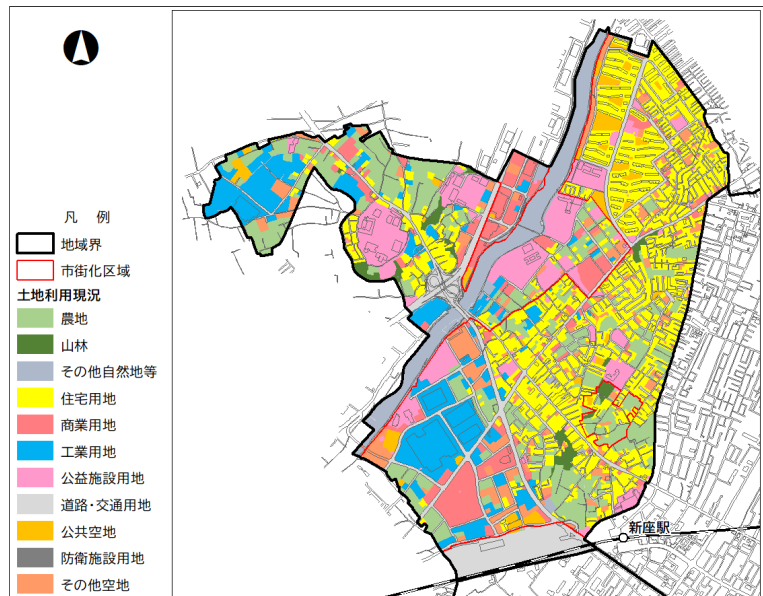 凡 例
地域界
市街化区域
土地利用現況
農地
山林
その他自然地等
住宅用地
商業用地
工業用地
公益施設用地
道路・交通用地
公共空地
防衛施設用地
その他空地
新座駅